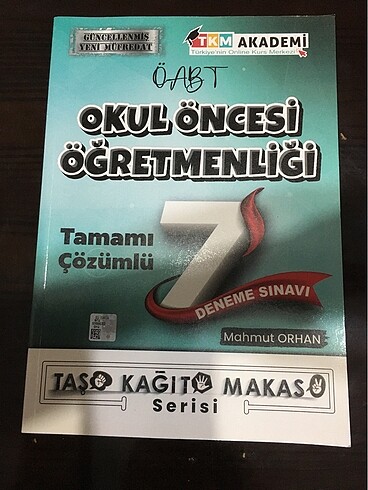 GÜNCELLENMİŞ
YENİ MÜFREDAT
TKM AKADEMİ
Türkiye'nin Online Kurs Merkezi
ÖABT
OKUL ÖNCESİ
ÖĞRETMENLİĞİ
Tamamı
Çözümlü
7
DENEME SINAVI
Mahmut ORHAN
TAŞ KAĞIT MAKAS
Serisi